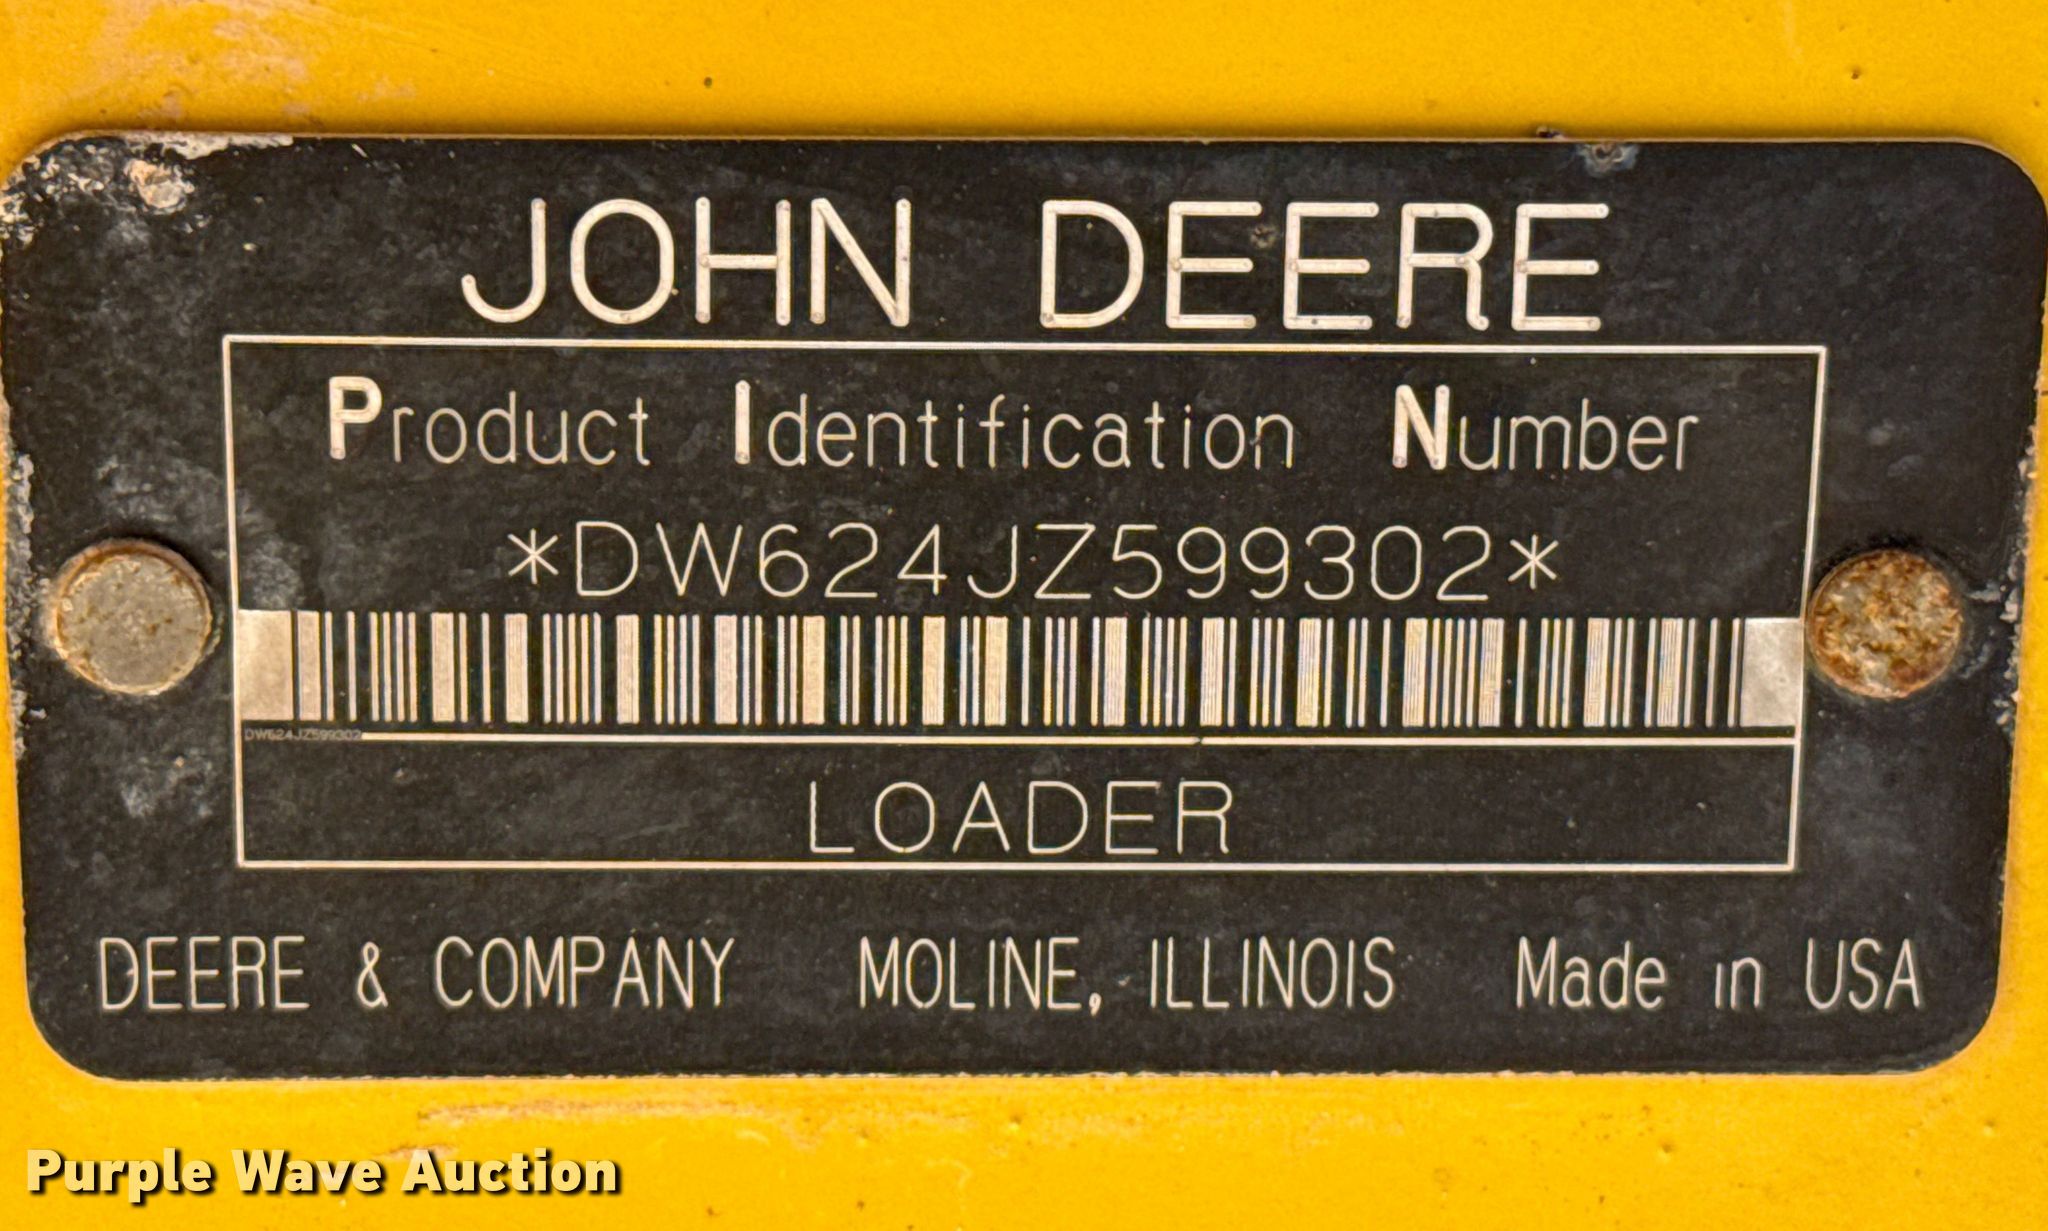 JOHN DEERE
Product Identification Number
*DW624JZ599302*
DW624JZ599302
LOADER
DEERE & COMPANY MOLINE, ILLINOIS Made in USA
Purple Wave Auction